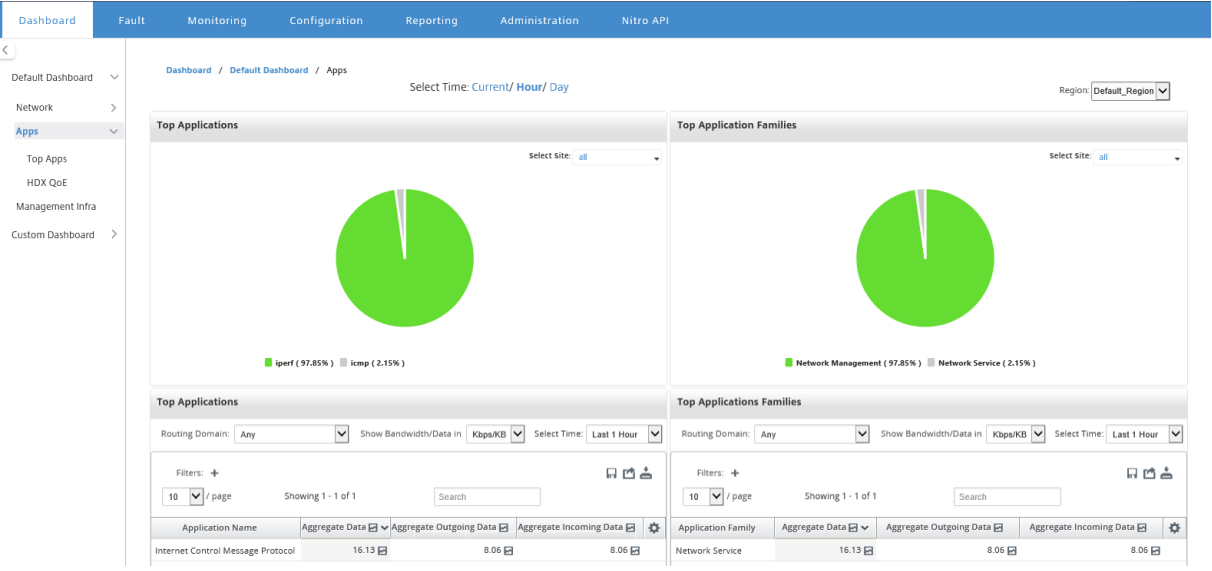 Dashboard Fault Monitoring Configuration Reporting Administration Nitro API
Default Dashboard
Network
Apps
Top Apps
HDX QoE
Management Infra
Custom Dashboard
Dashboard / Default Dashboard / Apps
Select Time: Current/ Hour/ Day
Region: Default_Region
Top Applications
Select Site: all
iperf ( 97.85% ) icmp ( 2.15% )
Top Application Families
Select Site: all
Network Management ( 97.85% ) Network Service ( 2.15% )
Top Applications
Routing Domain: Any Show Bandwidth/Data in Kbps/KB Select Time: Last 1 Hour
Filters: +
10 / page Showing 1 - 1 of 1 Search
Application Name Aggregate Data Aggregate Outgoing Data Aggregate Incoming Data
Internet Control Message Protocol 16.13 8.06 8.06
Top Applications Families
Routing Domain: Any Show Bandwidth/Data in Kbps/KB Select Time: Last 1 Hour
Filters: +
10 / page Showing 1 - 1 of 1 Search
Application Family Aggregate Data Aggregate Outgoing Data Aggregate Incoming Data
Network Service 16.13 8.06 8.06